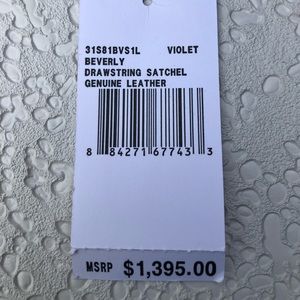 31S81BVS1L VIOLET
BEVERLY
DRAWSTRING SATCHEL
GENUINE LEATHER
8 84271 67743 3
MSRP $1,395.00